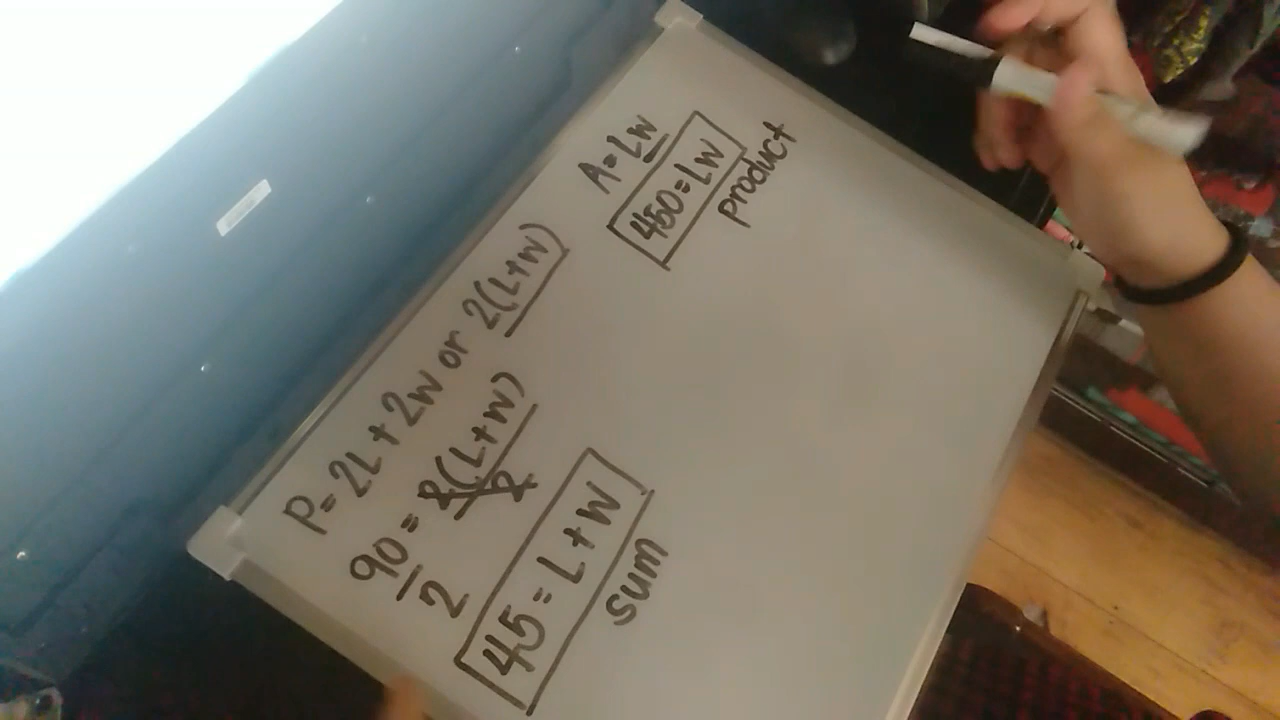 P=2L+2W or 2(L+W)
90=2(L+W)
2 2
45=L+W
sum
A=LW
450=LW
product